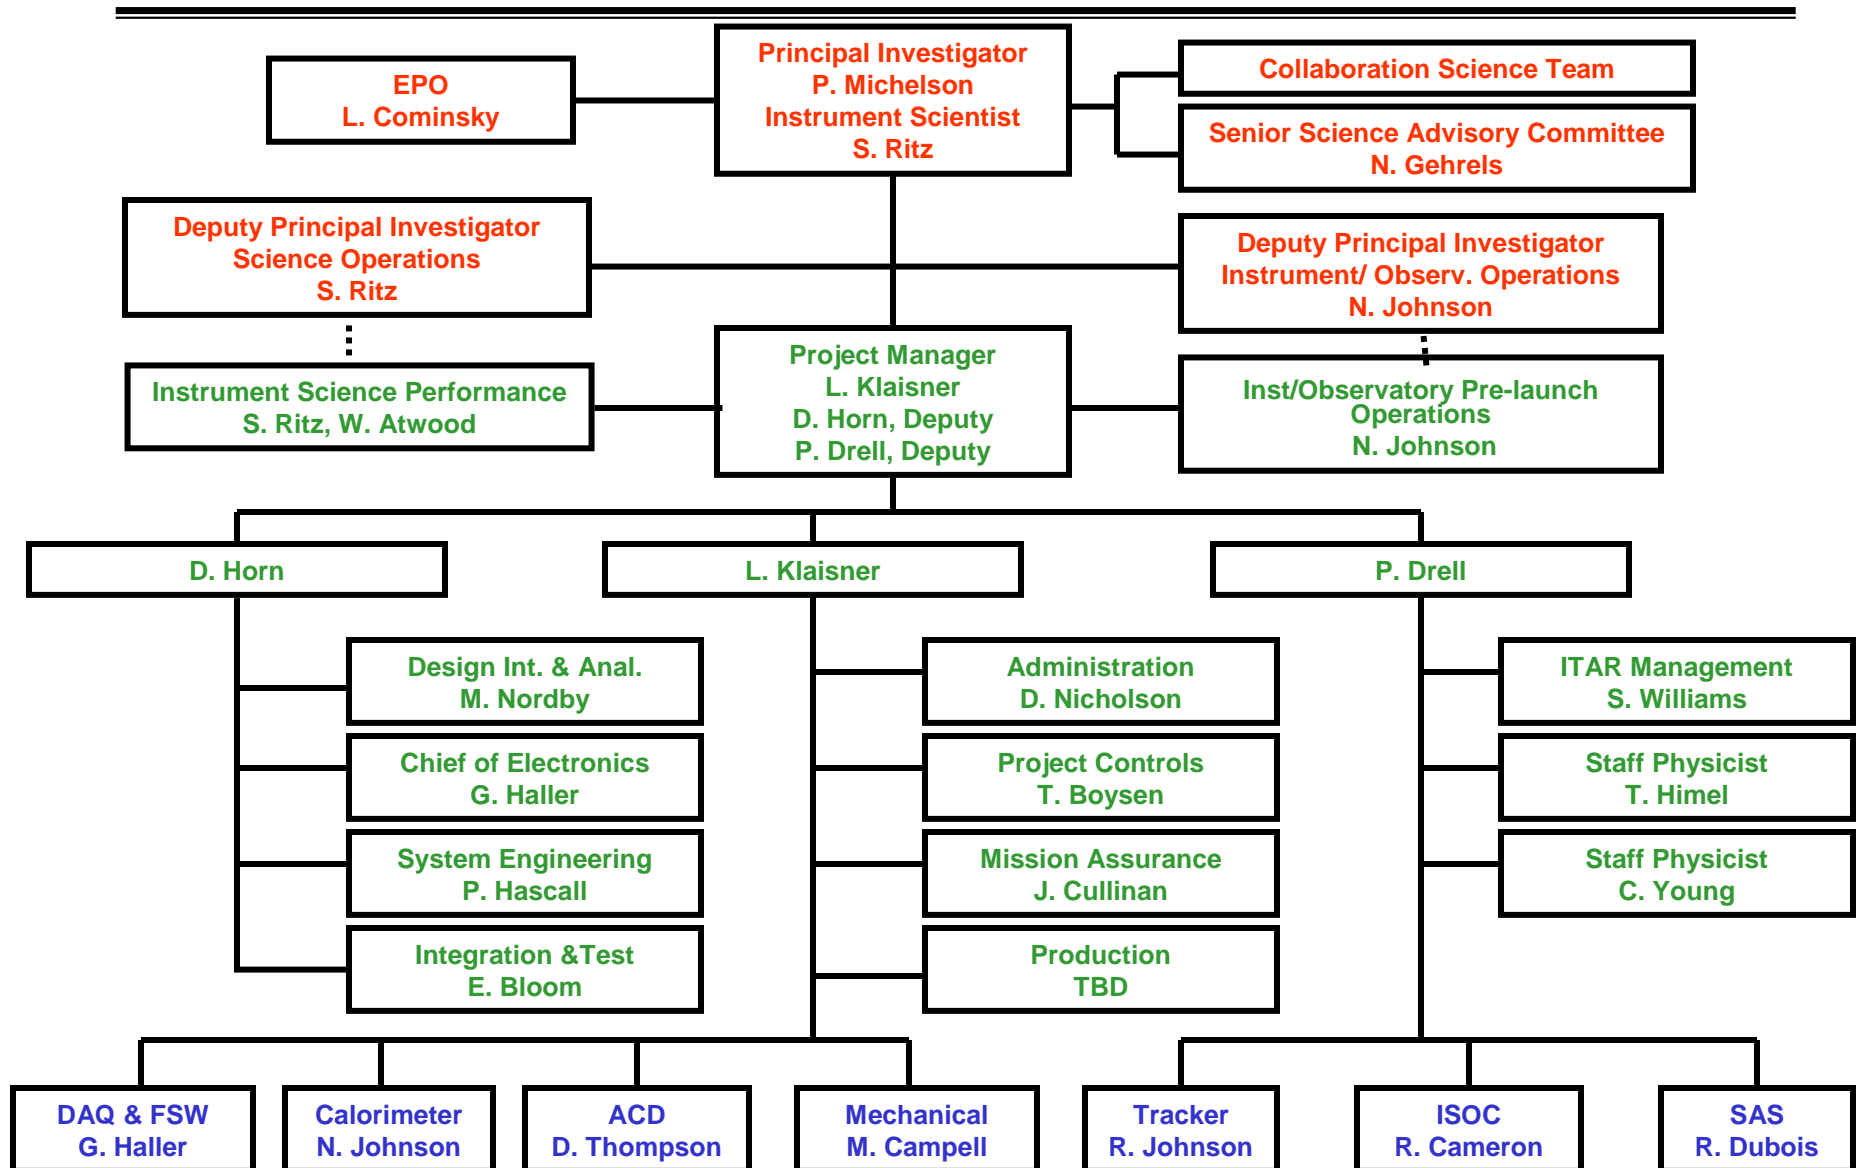 EPO
L. Cominsky
Principal Investigator
P. Michelson
Instrument Scientist
S. Ritz
Collaboration Science Team
Senior Science Advisory Committee
N. Gehrels
Deputy Principal Investigator
Science Operations
S. Ritz
Deputy Principal Investigator
Instrument/ Observ. Operations
N. Johnson
Instrument Science Performance
S. Ritz, W. Atwood
Project Manager
L. Klaisner
D. Horn, Deputy
P. Drell, Deputy
Inst/Observatory Pre-launch
Operations
N. Johnson
D. Horn
L. Klaisner
P. Drell
Design Int. & Anal.
M. Nordby
Chief of Electronics
G. Haller
System Engineering
P. Hascall
Integration &Test
E. Bloom
Administration
D. Nicholson
Project Controls
T. Boysen
Mission Assurance
J. Cullinan
Production
TBD
ITAR Management
S. Williams
Staff Physicist
T. Himel
Staff Physicist
C. Young
DAQ & FSW
G. Haller
Calorimeter
N. Johnson
ACD
D. Thompson
Mechanical
M. Campell
Tracker
R. Johnson
ISOC
R. Cameron
SAS
R. Dubois